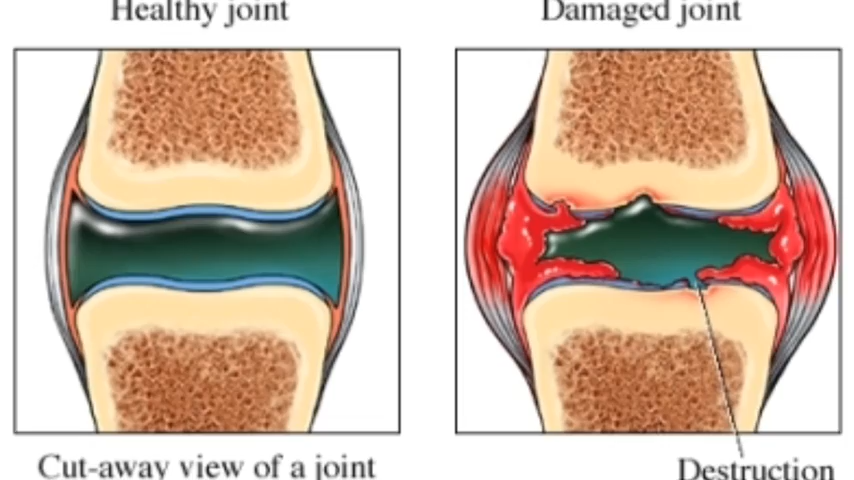 Healthy joint
Damaged joint
Cut-away view of a joint
Destruction